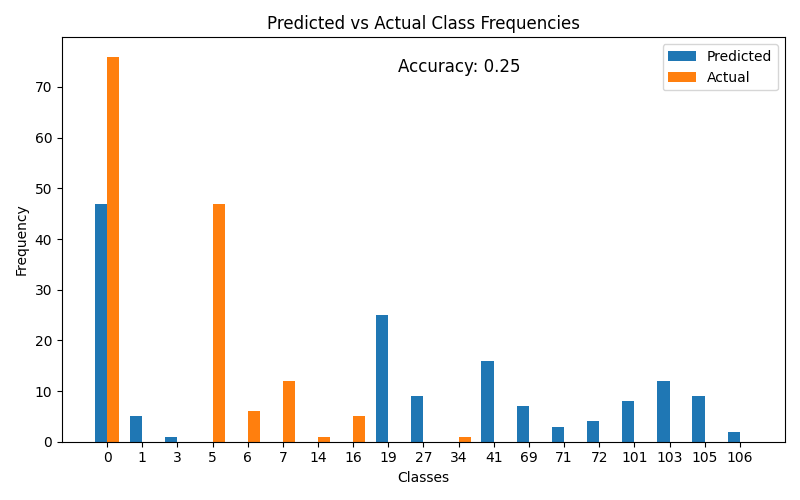 Predicted vs Actual Class Frequencies
Accuracy: 0.25
Predicted
Actual
Frequency
70
60
50
40
30
20
10
0
0 1 3 5 6 7 14 16 19 27 34 41 69 71 72 101 103 105 106
Classes